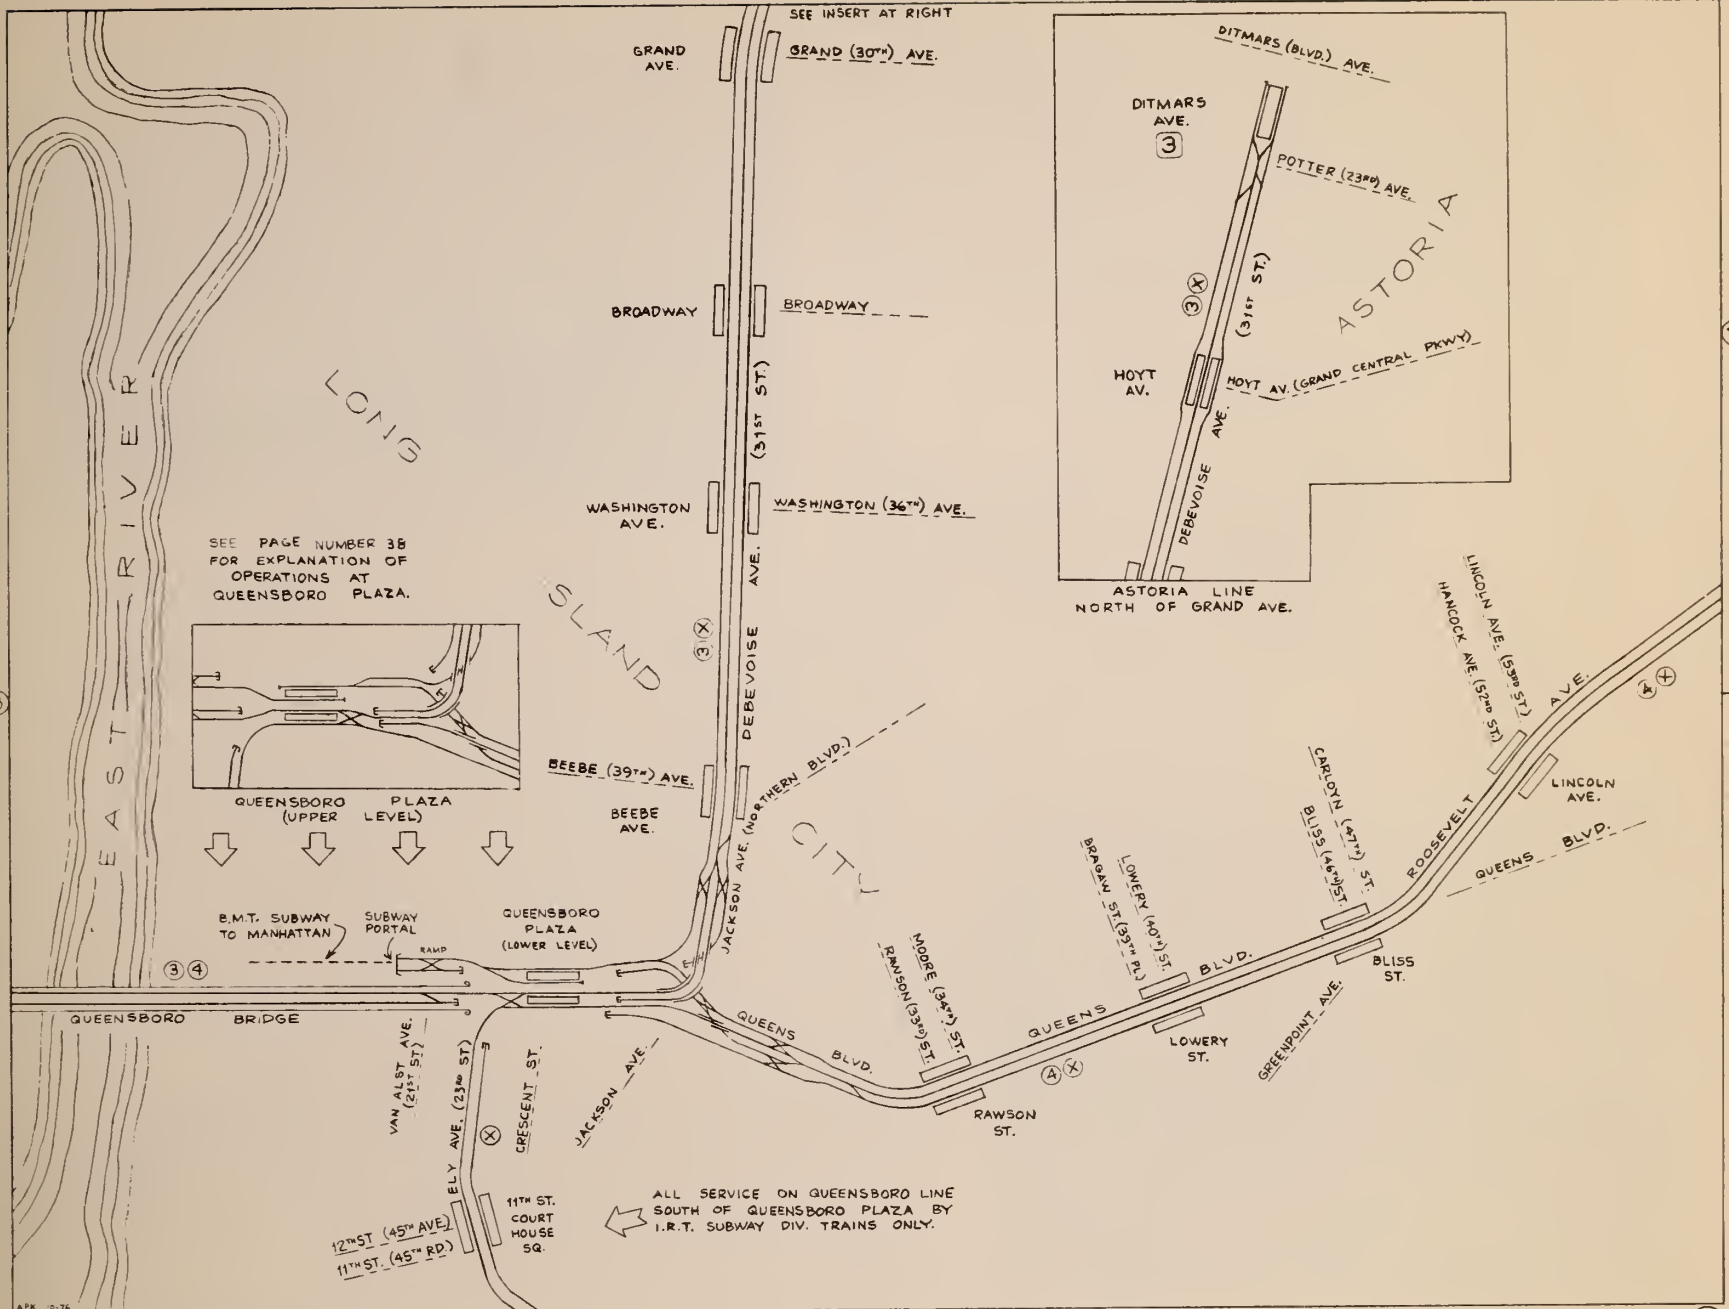 SEE INSERT AT RIGHT
GRAND
AVE.
GRAND (30TH) AVE.
DITMARS (BLVD.) AVE.
DITMARS
AVE.
3
POTTER (23RD) AVE.
ASTORIA
3 X
(31ST ST.)
HOYT
AV.
HOYT AV. (GRAND CENTRAL PKWY)
DEBEVOISE AVE.
ASTORIA LINE
NORTH OF GRAND AVE.
BROADWAY
BROADWAY
(31ST ST.)
LONG
ISLAND
CITY
EAST RIVER
WASHINGTON
AVE.
WASHINGTON (36TH) AVE.
SEE PAGE NUMBER 38
FOR EXPLANATION OF
OPERATIONS AT
QUEENSBORO PLAZA.
3 X
DEBEVOISE AVE.
QUEENSBORO PLAZA
(UPPER LEVEL)
BEEBE (39TH) AVE.
BEEBE
AVE.
JACKSON AVE. (NORTHERN BLVD.)
LINCOLN AVE. (53RD ST)
HANCOCK AVE. (52ND ST.)
4 X
LINCOLN
AVE.
ROOSEVELT AVE.
QUEENS BLVD.
CARLOYN (47TH) ST.
BLISS (46TH) ST.
BLISS
ST.
B.M.T. SUBWAY
TO MANHATTAN
SUBWAY
PORTAL
RAMP
QUEENSBORO
PLAZA
(LOWER LEVEL)
3 4
QUEENSBORO BRIDGE
LOWERY (40TH) ST.
BRAGAW ST. (39TH PL.)
LOWERY
ST.
GREENPOINT AVE.
MOORE (34TH) ST.
RAWSON (33RD) ST.
RAWSON
ST.
QUEENS BLVD.
4 X
QUEENS BLVD.
VAN ALST AVE.
(21ST ST)
ELY AVE. (23RD ST)
X
CRESCENT ST.
JACKSON AVE.
12TH ST (45TH AVE.)
11TH ST. (45TH RD.)
11TH ST.
COURT
HOUSE
SQ.
ALL SERVICE ON QUEENSBORO LINE
SOUTH OF QUEENSBORO PLAZA BY
I.R.T. SUBWAY DIV. TRAINS ONLY.